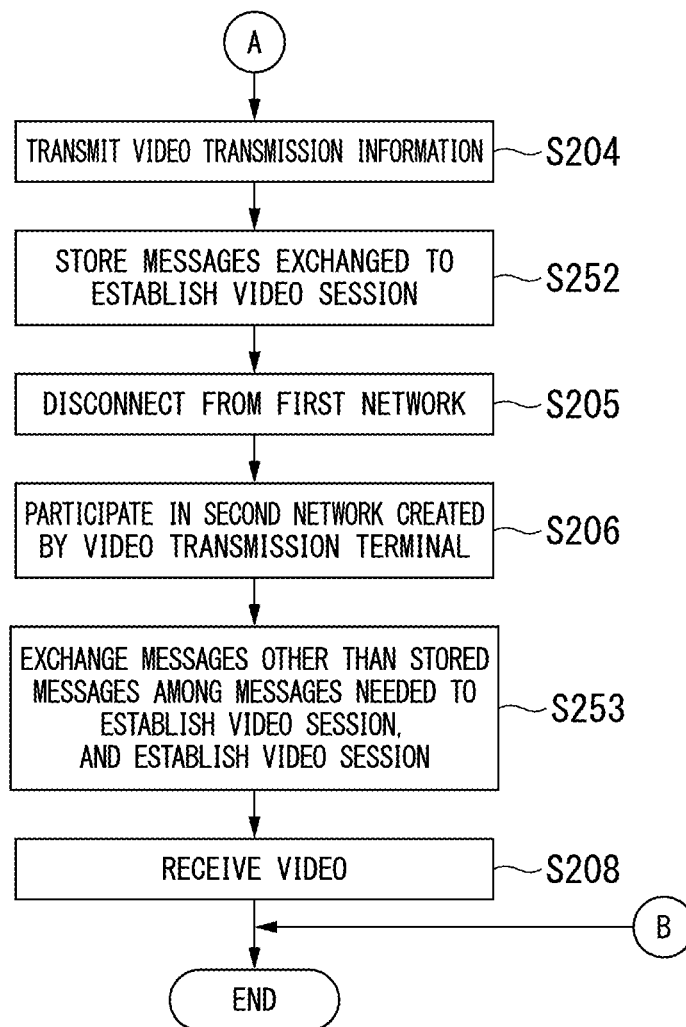 A
TRANSMIT VIDEO TRANSMISSION INFORMATION
S204
STORE MESSAGES EXCHANGED TO
ESTABLISH VIDEO SESSION
S252
DISCONNECT FROM FIRST NETWORK
S205
PARTICIPATE IN SECOND NETWORK CREATED
BY VIDEO TRANSMISSION TERMINAL
S206
EXCHANGE MESSAGES OTHER THAN STORED
MESSAGES AMONG MESSAGES NEEDED TO
ESTABLISH VIDEO SESSION,
AND ESTABLISH VIDEO SESSION
S253
RECEIVE VIDEO
S208
B
END